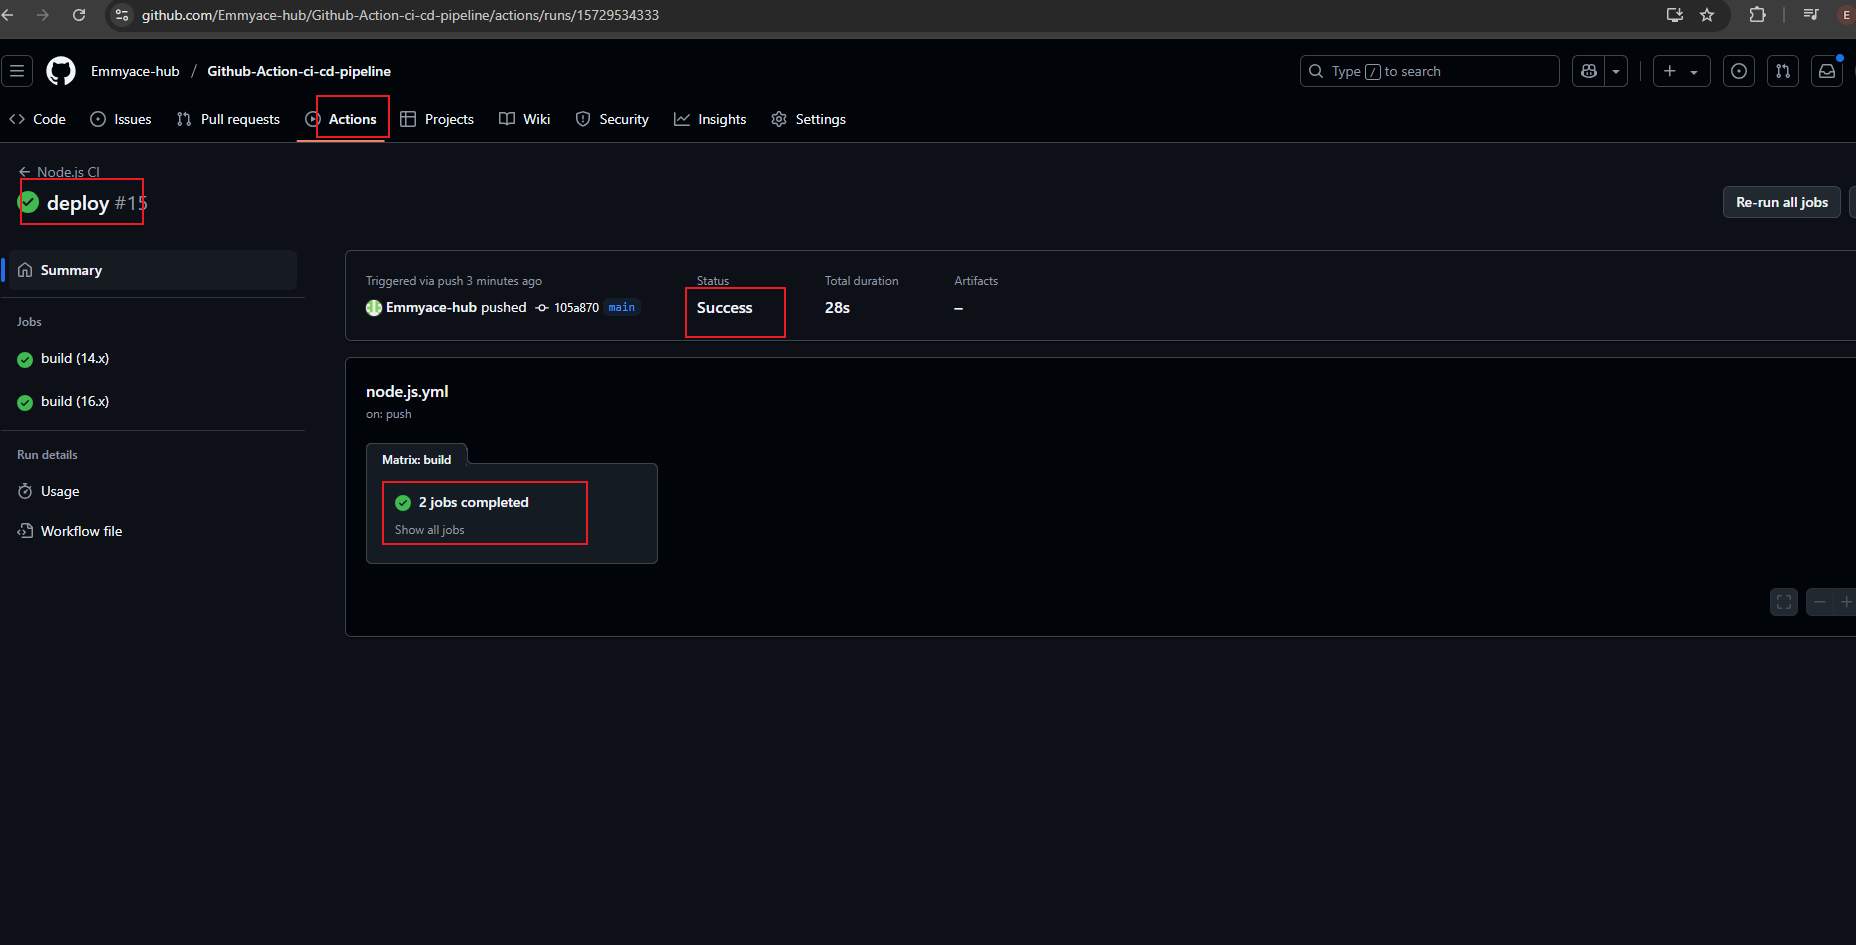 github.com/Emmyace-hub/Github-Action-ci-cd-pipeline/actions/runs/15729534333
E
Emmyace-hub / Github-Action-ci-cd-pipeline
Type / to search
Code Issues Pull requests Actions Projects Wiki Security Insights Settings
← Node.js CI
deploy #15
Re-run all jobs
Summary
Jobs
build (14.x)
build (16.x)
Run details
Usage
Workflow file
Triggered via push 3 minutes ago
Emmyace-hub pushed 105a870 main
Status
Success
Total duration
28s
Artifacts
–
node.js.yml
on: push
Matrix: build
2 jobs completed
Show all jobs